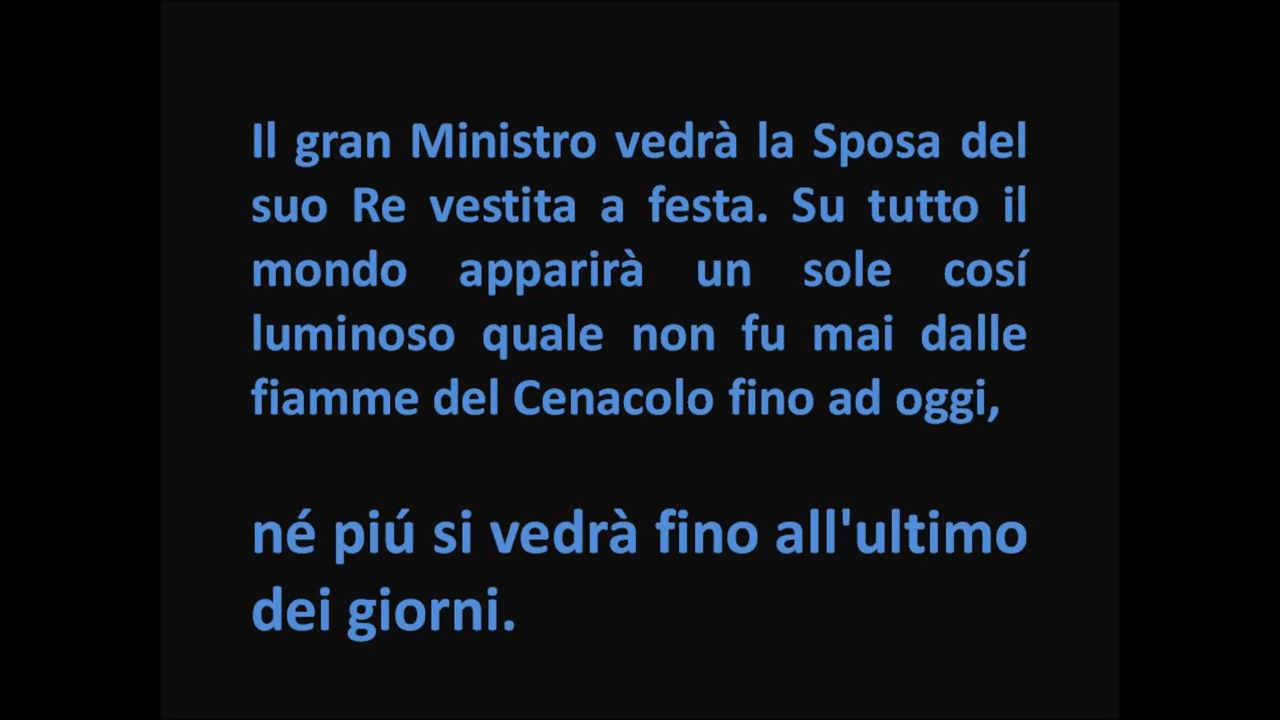 Il gran Ministro vedrà la Sposa del
suo Re vestita a festa. Su tutto il
mondo apparirà un sole cosí
luminoso quale non fu mai dalle
fiamme del Cenacolo fino ad oggi,
né piú si vedrà fino all'ultimo
dei giorni.